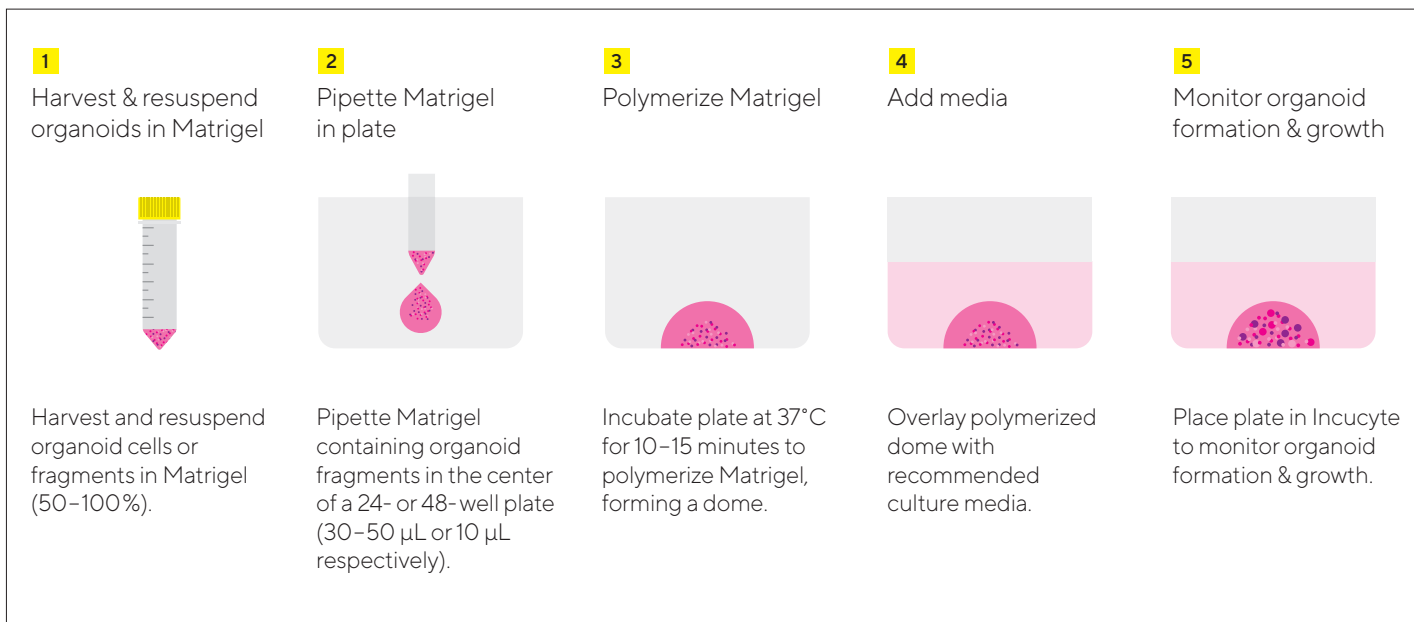 1
Harvest & resuspend
organoids in Matrigel
Harvest and resuspend
organoid cells or
fragments in Matrigel
(50–100%).
2
Pipette Matrigel
in plate
Pipette Matrigel
containing organoid
fragments in the center
of a 24- or 48-well plate
(30–50 µL or 10 µL
respectively).
3
Polymerize Matrigel
Incubate plate at 37°C
for 10–15 minutes to
polymerize Matrigel,
forming a dome.
4
Add media
Overlay polymerized
dome with
recommended
culture media.
5
Monitor organoid
formation & growth
Place plate in Incucyte
to monitor organoid
formation & growth.